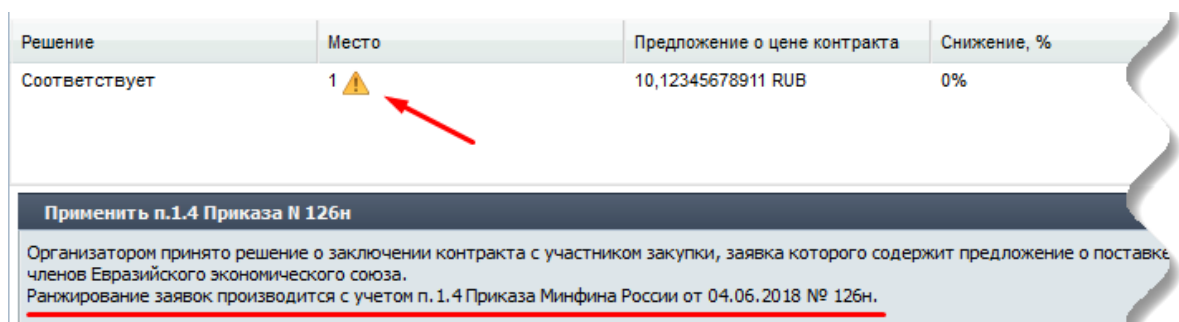 Решение Место Предложение о цене контракта Снижение, %
Соответствует 1 10,12345678911 RUB 0%
Применить п.1.4 Приказа N 126н
Организатором принято решение о заключении контракта с участником закупки, заявка которого содержит предложение о поставке
членов Евразийского экономического союза.
Ранжирование заявок производится с учетом п.1.4 Приказа Минфина России от 04.06.2018 № 126н.